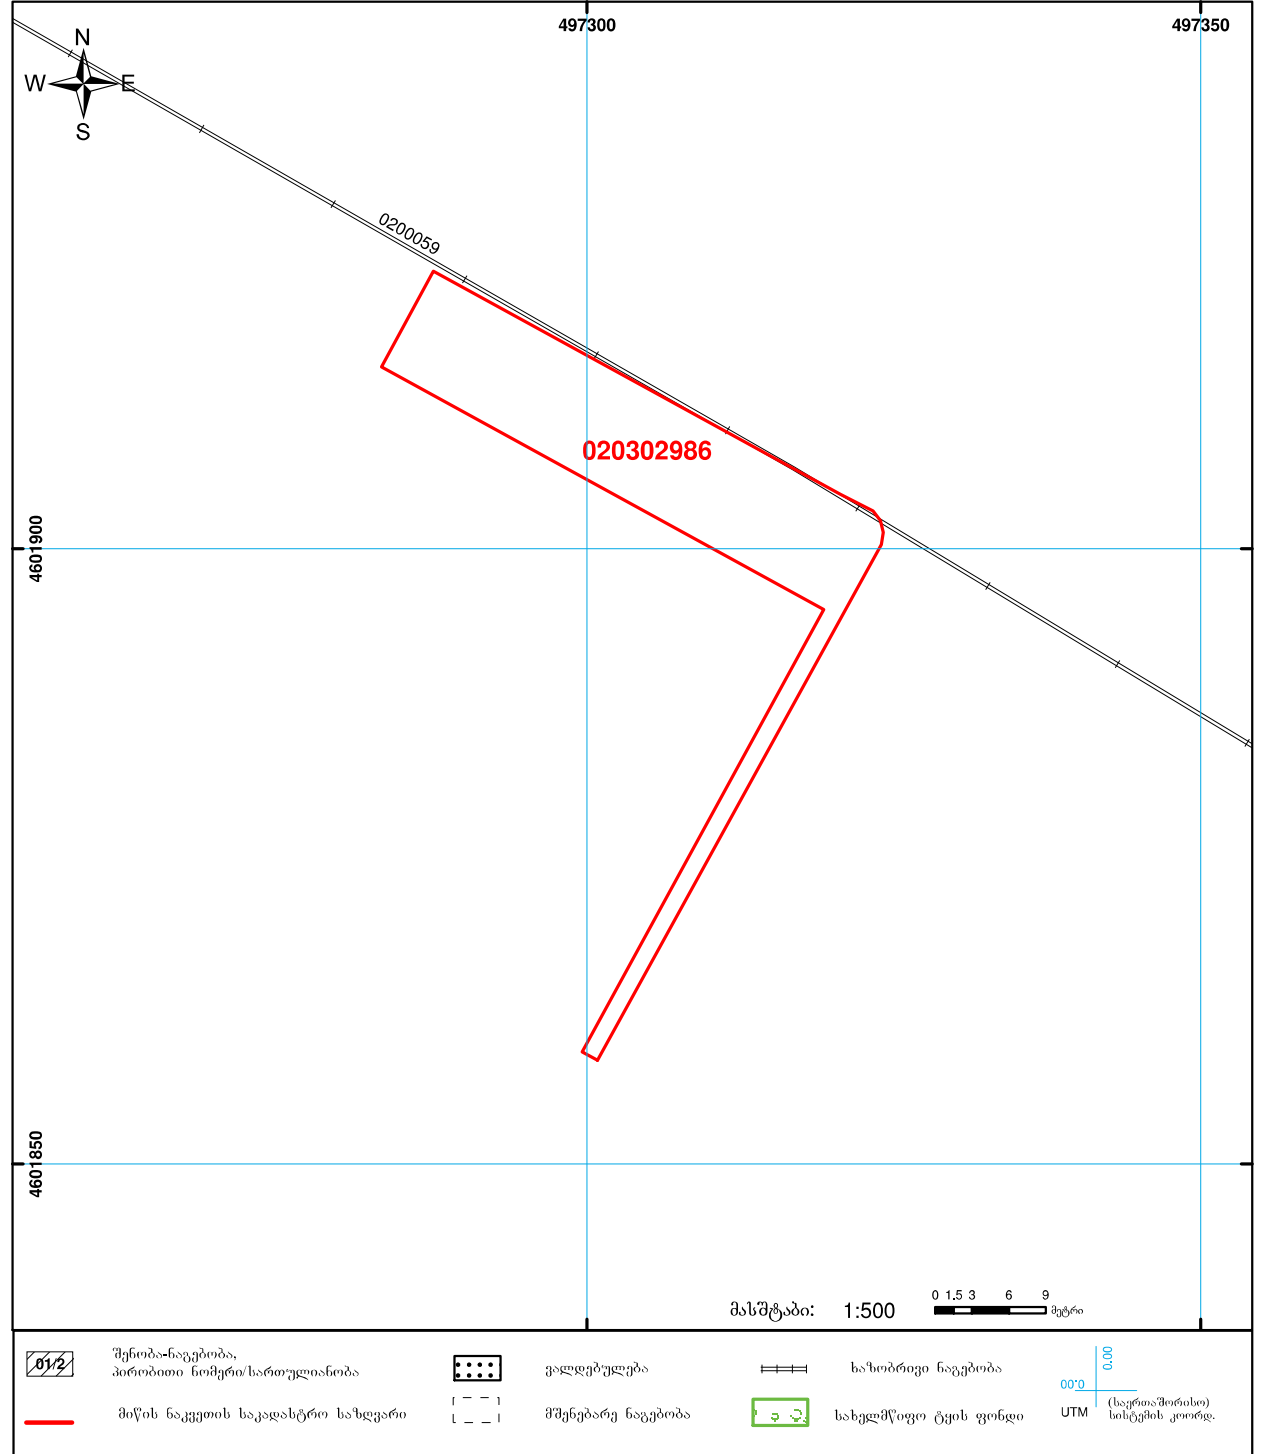 497300
497350
N
W
E
S
0200059
020302986
4601900
4601850
მასშტაბი: 1:500
0 1.5 3 6 9
მეტრი
01/2
შენობა-ნაგებობა,
პირობითი ნომერი/სართულიანობა
ვალდებულება
ხაზობრივი ნაგებობა
0.00
00.0
მიწის ნაკვეთის საკადასტრო საზღვარი
მშენებარე ნაგებობა
სახელმწიფო ტყის ფონდი
UTM
(საერთაშორისო)
სისტემის კოორდ.